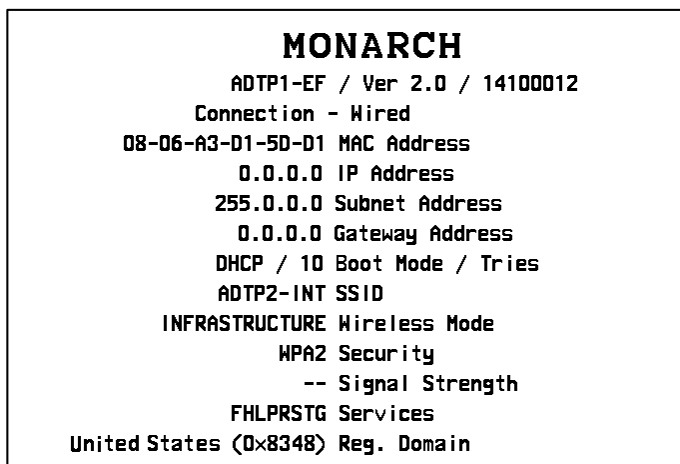 MONARCH
ADTP1-EF / Ver 2.0 / 14100012
Connection - Wired
08-06-A3-D1-5D-D1 MAC Address
0.0.0.0 IP Address
255.0.0.0 Subnet Address
0.0.0.0 Gateway Address
DHCP / 10 Boot Mode / Tries
ADTP2-INT SSID
INFRASTRUCTURE Wireless Mode
WPA2 Security
-- Signal Strength
FHLPRSTG Services
United States (0x8348) Reg. Domain